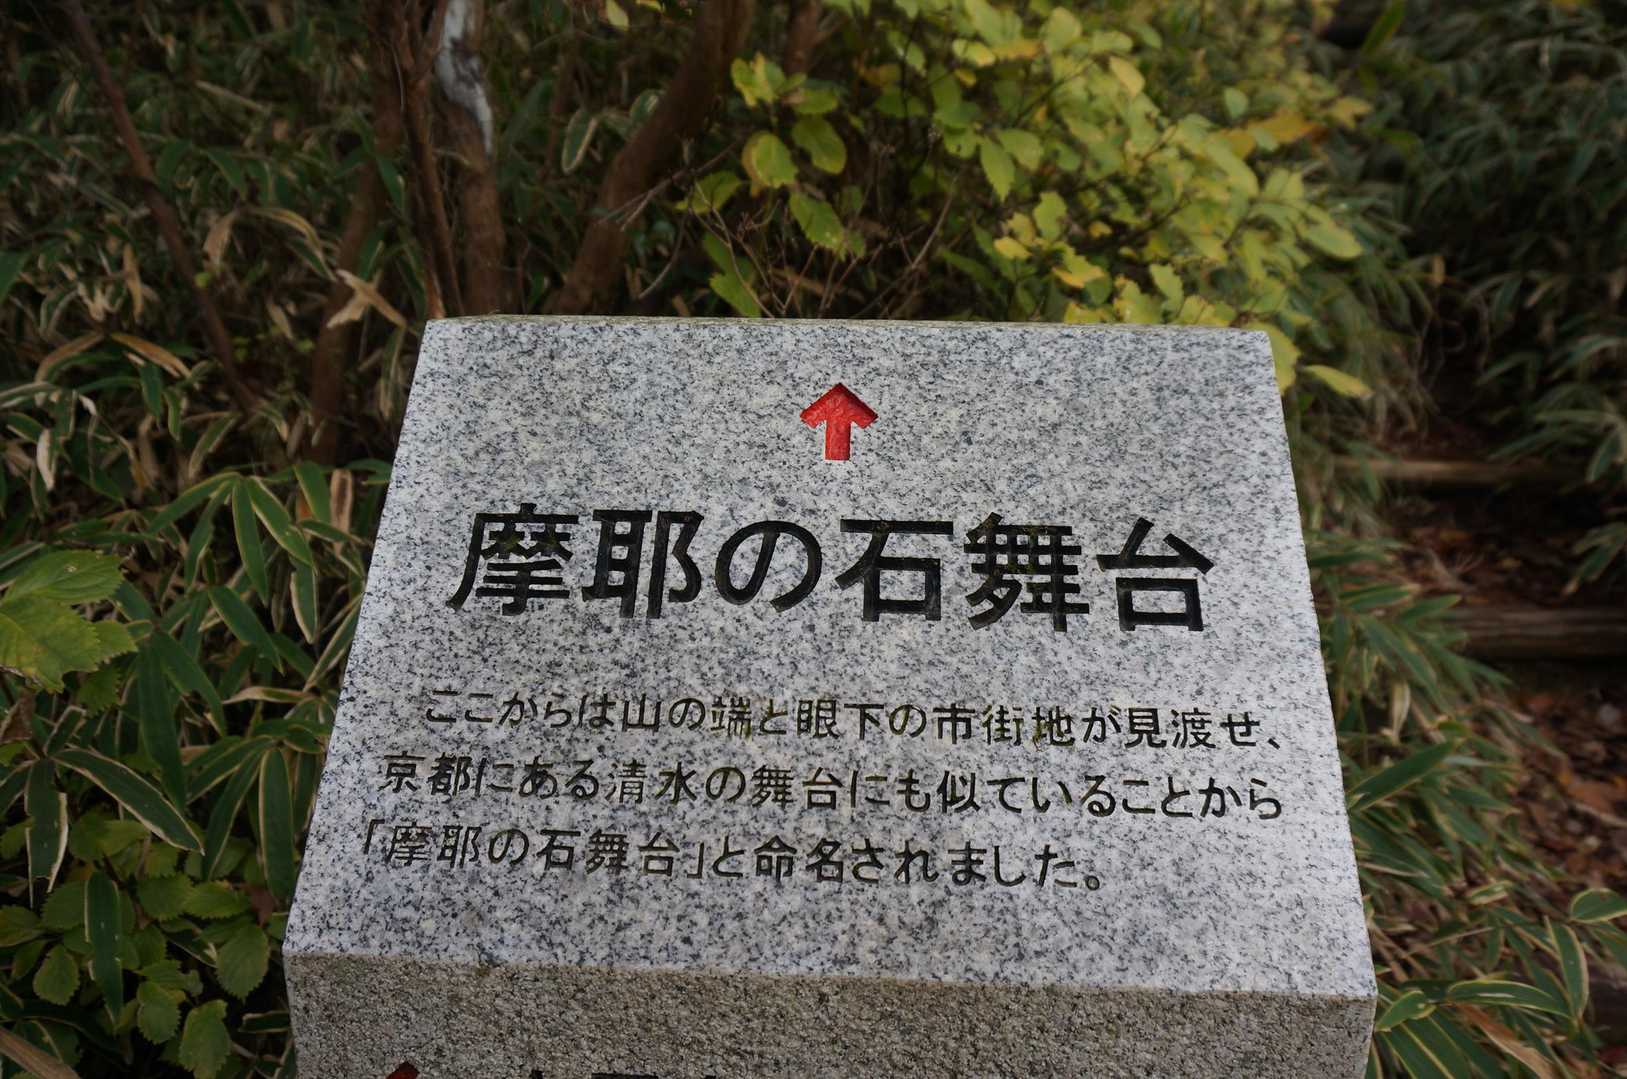 摩耶の石舞台
ここからは山の端と眼下の市街地が見渡せ、
京都にある清水の舞台にも似ていることから
「摩耶の石舞台」と命名されました。